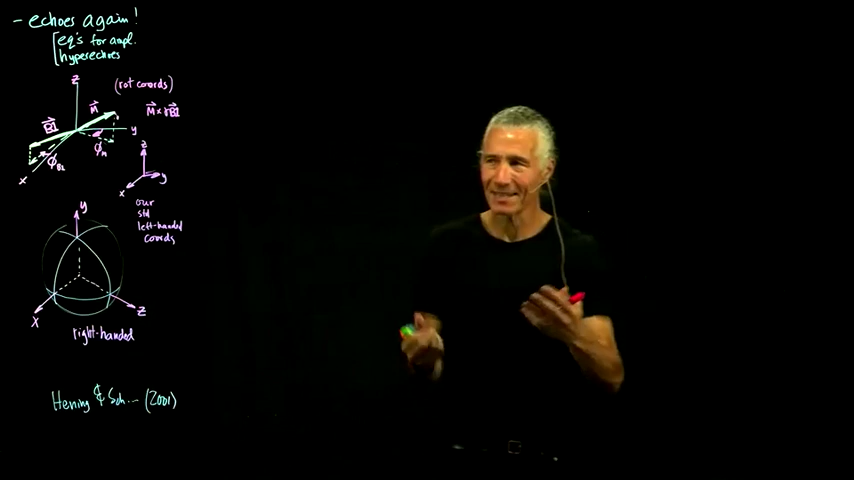 - echoes again!
[eq's for ampl.
hyperechoes
z
(rot coords)
M
M x γB1
B1
y
ϕM
ϕB1
x
z
y
x
our
std
left-handed
coords
y
x
z
right-handed
Hennig & Sch... (2001)